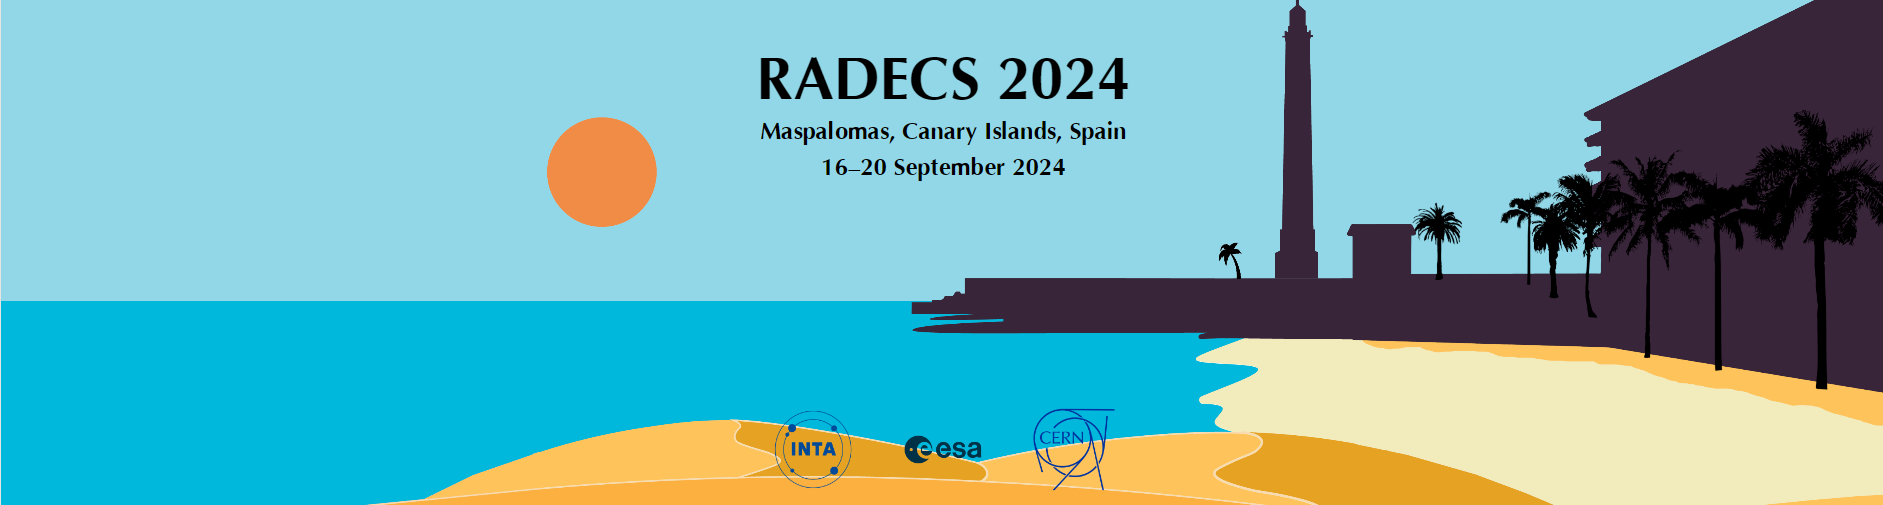 RADECS 2024
Maspalomas, Canary Islands, Spain
16–20 September 2024
INTA
esa
CERN